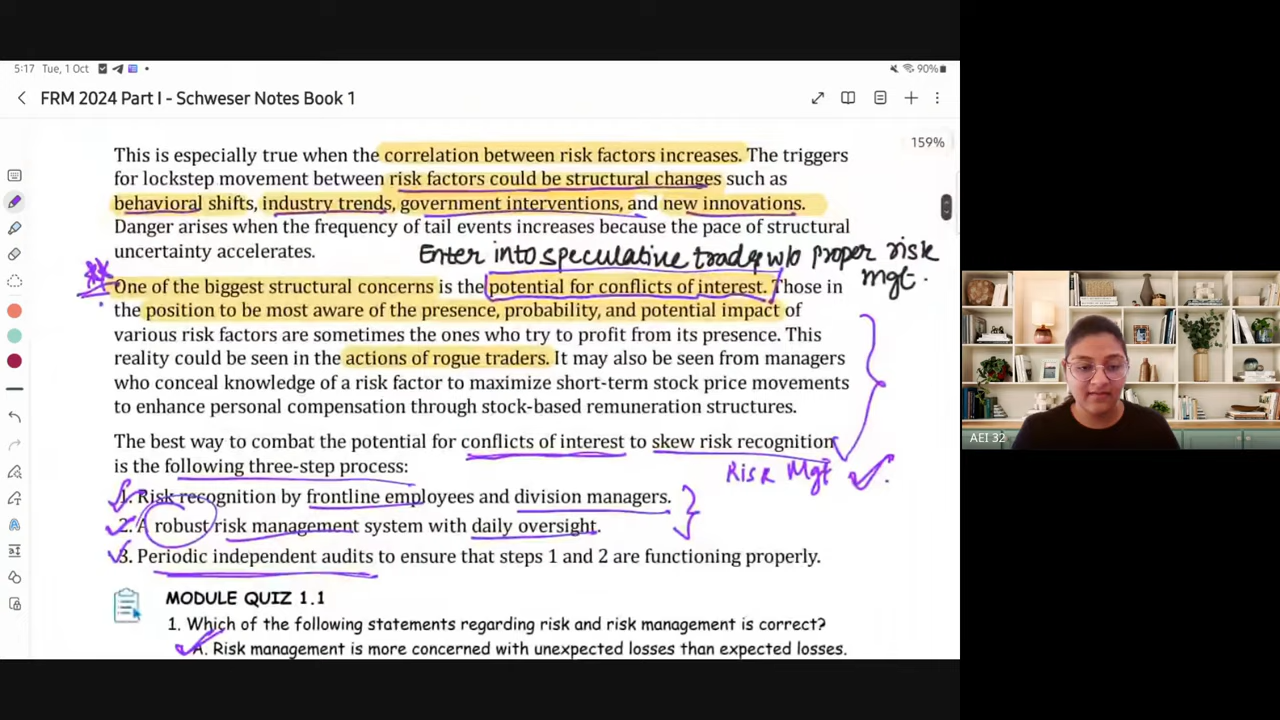 5:17 Tue, 1 Oct
90%
FRM 2024 Part I - Schweser Notes Book 1
159%
This is especially true when the correlation between risk factors increases. The triggers
for lockstep movement between risk factors could be structural changes such as
behavioral shifts, industry trends, government interventions, and new innovations.
Danger arises when the frequency of tail events increases because the pace of structural
uncertainty accelerates.
Enter into speculative trades w/o proper risk
mgt.
One of the biggest structural concerns is the potential for conflicts of interest. Those in
the position to be most aware of the presence, probability, and potential impact of
various risk factors are sometimes the ones who try to profit from its presence. This
reality could be seen in the actions of rogue traders. It may also be seen from managers
who conceal knowledge of a risk factor to maximize short-term stock price movements
to enhance personal compensation through stock-based remuneration structures.
The best way to combat the potential for conflicts of interest to skew risk recognition
is the following three-step process:
Risk Mgt
1. Risk recognition by frontline employees and division managers.
2. A robust risk management system with daily oversight.
3. Periodic independent audits to ensure that steps 1 and 2 are functioning properly.
MODULE QUIZ 1.1
1. Which of the following statements regarding risk and risk management is correct?
A. Risk management is more concerned with unexpected losses than expected losses.
AEI 32